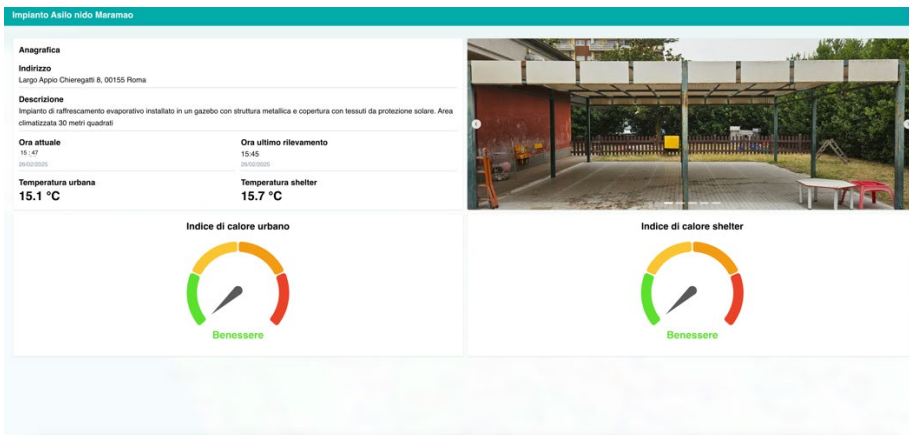 Impianto Asilo nido Maramao
Anagrafica
Indirizzo
Largo Appio Chieregatti 8, 00155 Roma
Descrizione
Impianto di raffrescamento evaporativo installato in un gazebo con struttura metallica e copertura con tessuti da protezione solare. Area
climatizzata 30 metri quadrati
Ora attuale
15 : 47
26/02/2025
Ora ultimo rilevamento
15:45
26/02/2025
Temperatura urbana
15.1 °C
Temperatura shelter
15.7 °C
Indice di calore urbano
Benessere
Indice di calore shelter
Benessere